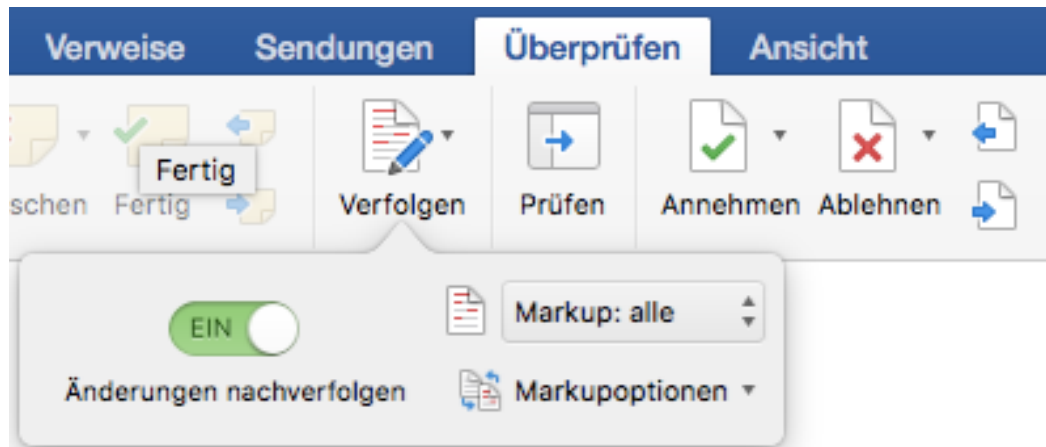 Verweise Sendungen Überprüfen Ansicht
Fertig
schen Fertig Verfolgen Prüfen Annehmen Ablehnen
EIN Markup: alle
Änderungen nachverfolgen Markupoptionen